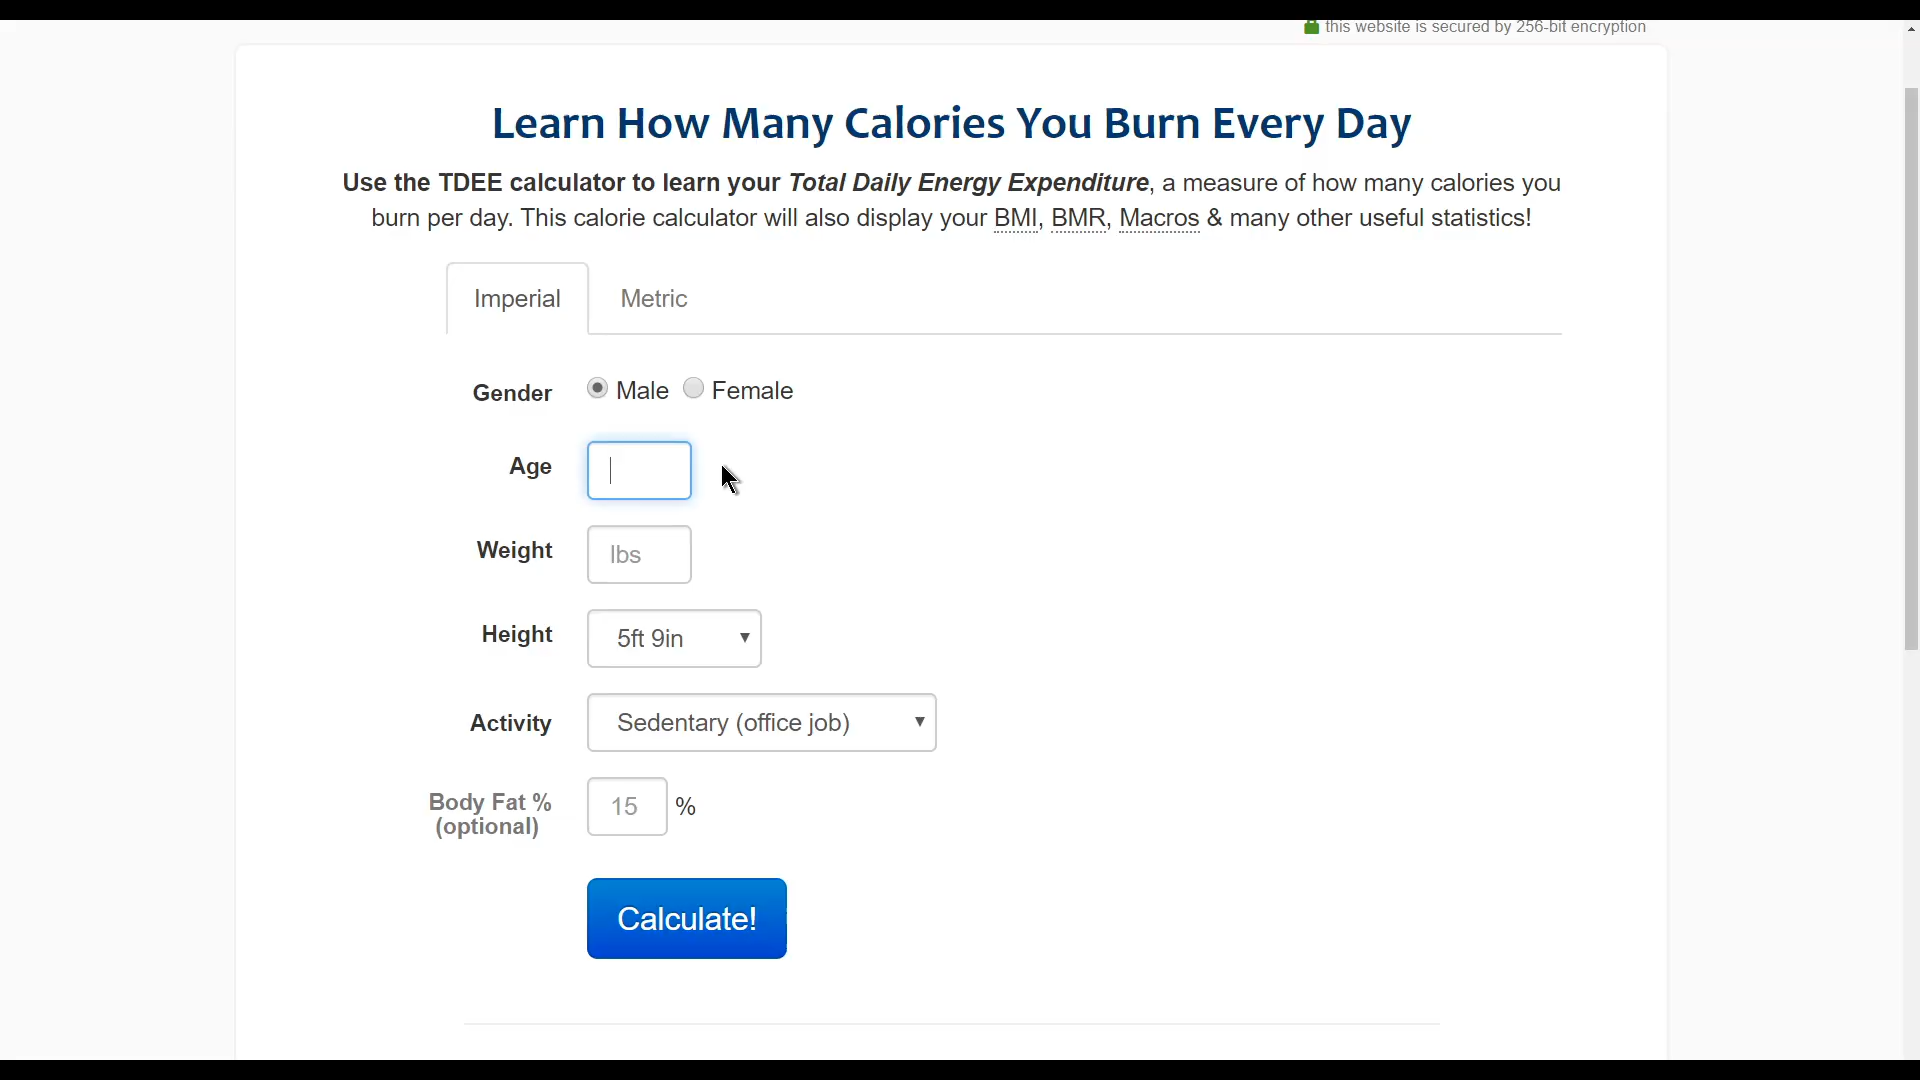 this website is secured by 256-bit encryption
Learn How Many Calories You Burn Every Day
Use the TDEE calculator to learn your Total Daily Energy Expenditure, a measure of how many calories you
burn per day. This calorie calculator will also display your BMI, BMR, Macros & many other useful statistics!
Imperial Metric
Gender Male Female
Age
Weight lbs
Height 5ft 9in
Activity Sedentary (office job)
Body Fat % 15 %
(optional)
Calculate!